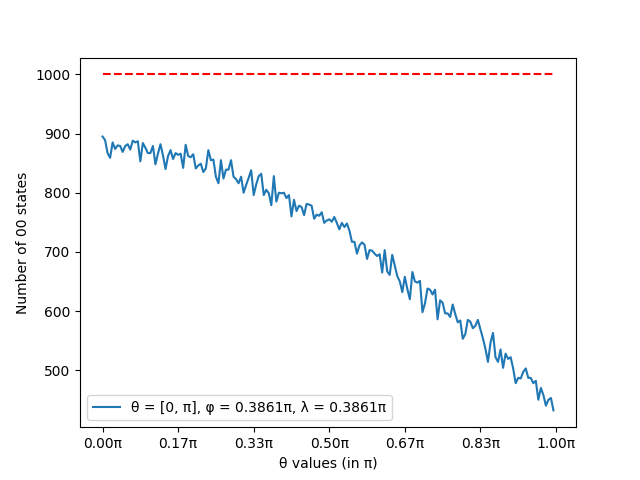 1000
900
800
700
600
500
Number of 00 states
θ = [0, π], φ = 0.3861π, λ = 0.3861π
0.00π 0.17π 0.33π 0.50π 0.67π 0.83π 1.00π
θ values (in π)